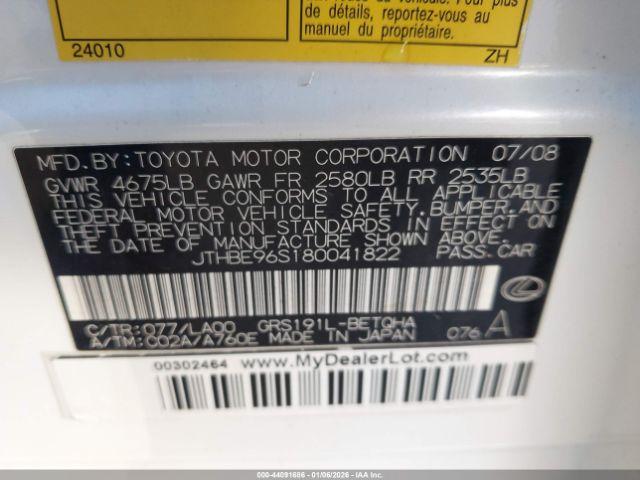 de détails, reportez-vous au
manuel du propriétaire.
24010 ZH
MFD. BY: TOYOTA MOTOR CORPORATION 07/08
GVWR 4675LB GAWR FR 2580LB RR 2535LB
THIS VEHICLE CONFORMS TO ALL APPLICABLE
FEDERAL MOTOR VEHICLE SAFETY, BUMPER, AND
THEFT PREVENTION STANDARDS IN EFFECT ON
THE DATE OF MANUFACTURE SHOWN ABOVE.
JTHBE96S180041822 PASS. CAR
C/TR: 077/LA00 GRS191L-BETQHA
A/TM: C02A/A760E MADE IN JAPAN 076 A
00302464 www.MyDealerLot.com
000-44091686 - 01/06/2026 - IAAI Inc.